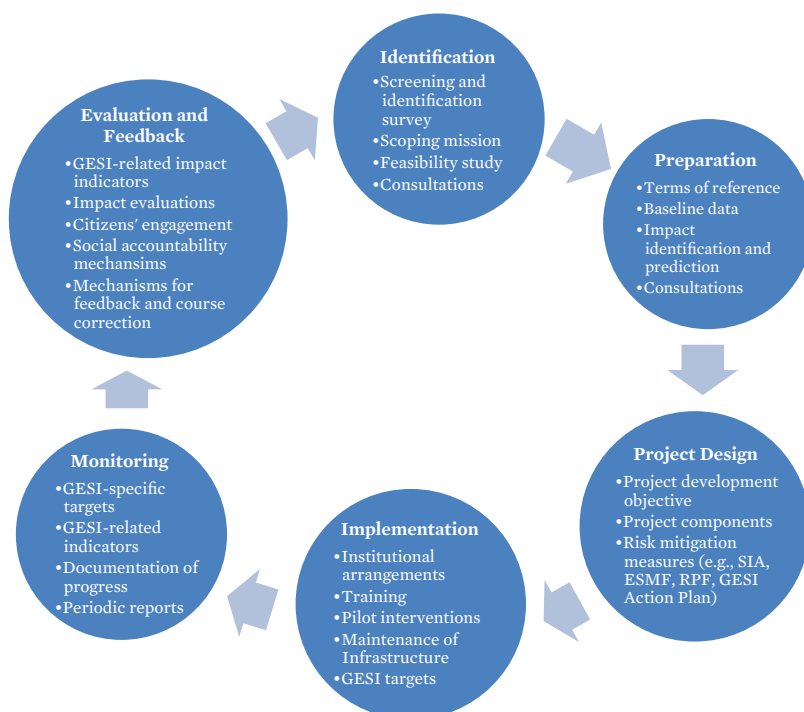 Identification
•Screening and
identification
survey
•Scoping mission
•Feasibility study
•Consultations
Preparation
•Terms of reference
•Baseline data
•Impact
identification and
prediction
•Consultations
Project Design
•Project development
objective
•Project components
•Risk mitigation
measures (e.g., SIA,
ESMF, RPF, GESI
Action Plan)
Implementation
•Institutional
arrangements
•Training
•Pilot interventions
•Maintenance of
Infrastructure
•GESI targets
Monitoring
•GESI-specific
targets
•GESI-related
indicators
•Documentation of
progress
•Periodic reports
Evaluation and
Feedback
•GESI-related impact
indicators
•Impact evaluations
•Citizens' engagement
•Social accountability
mechansims
•Mechanisms for
feedback and course
correction